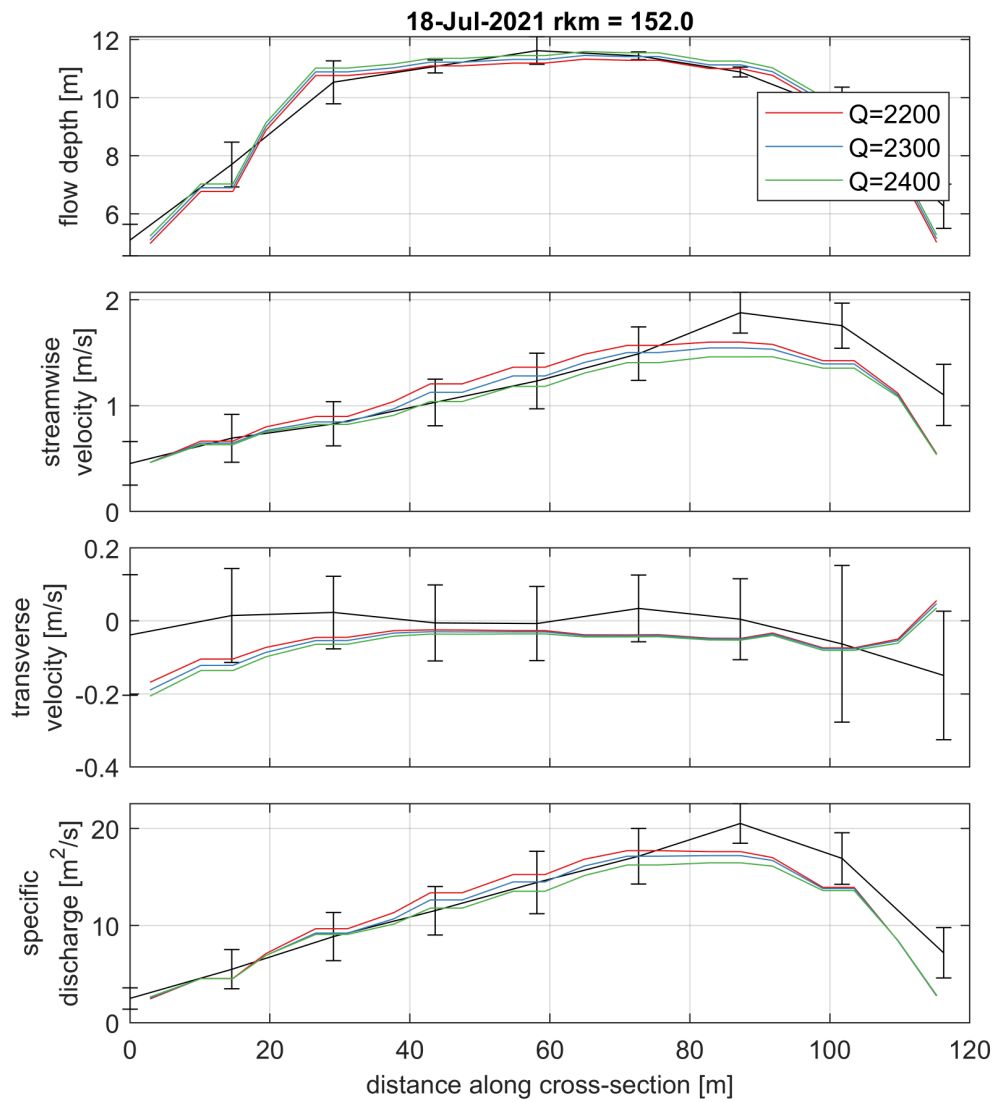 18-Jul-2021 rkm = 152.0
12
10
8
6
flow depth [m]
Q=2200
Q=2300
Q=2400
2
1
0
streamwise
velocity [m/s]
0.2
0
-0.2
-0.4
transverse
velocity [m/s]
20
10
0
specific
discharge [m²/s]
0 20 40 60 80 100 120
distance along cross-section [m]